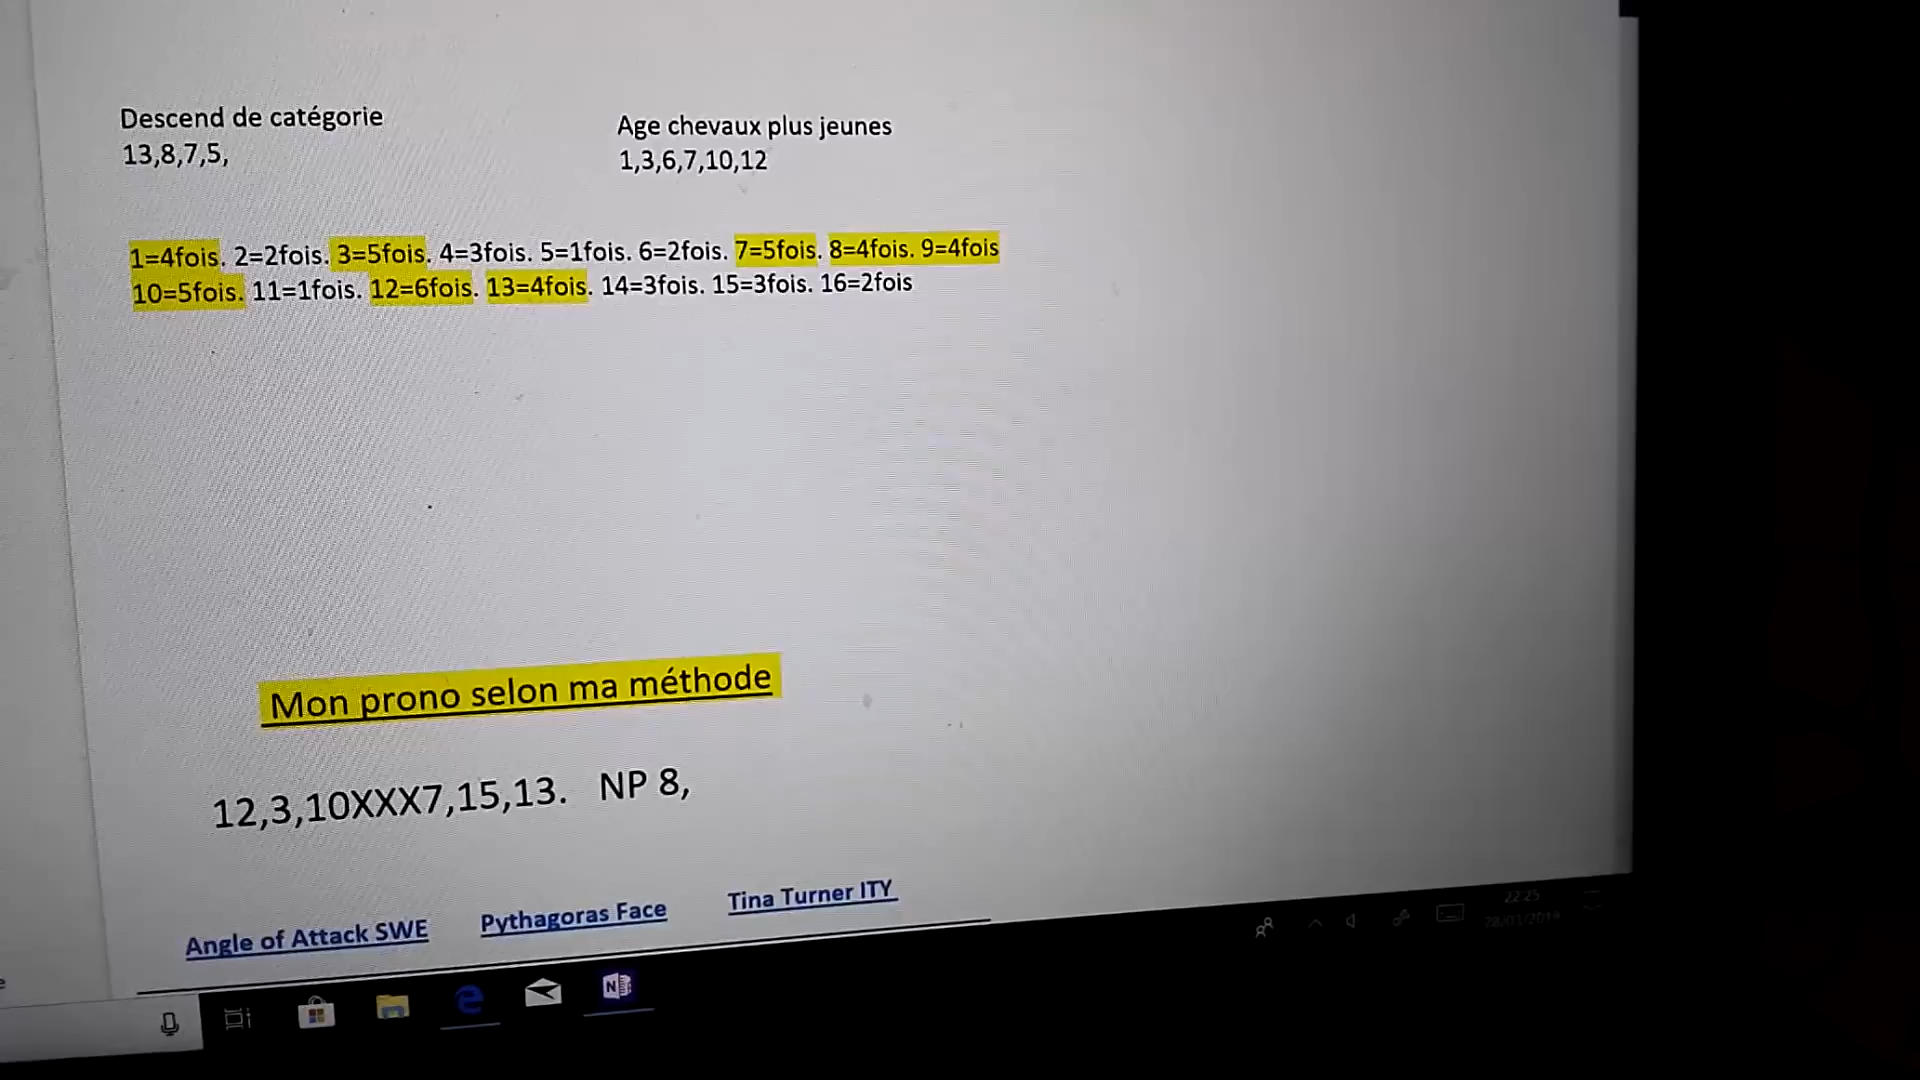 Descend de catégorie
13,8,7,5,
Age chevaux plus jeunes
1,3,6,7,10,12
1=4fois. 2=2fois. 3=5fois. 4=3fois. 5=1fois. 6=2fois. 7=5fois. 8=4fois. 9=4fois
10=5fois. 11=1fois. 12=6fois. 13=4fois. 14=3fois. 15=3fois. 16=2fois
Mon prono selon ma méthode
12,3,10XXX7,15,13. NP 8,
Angle of Attack SWE
Pythagoras Face
Tina Turner ITY
22:25